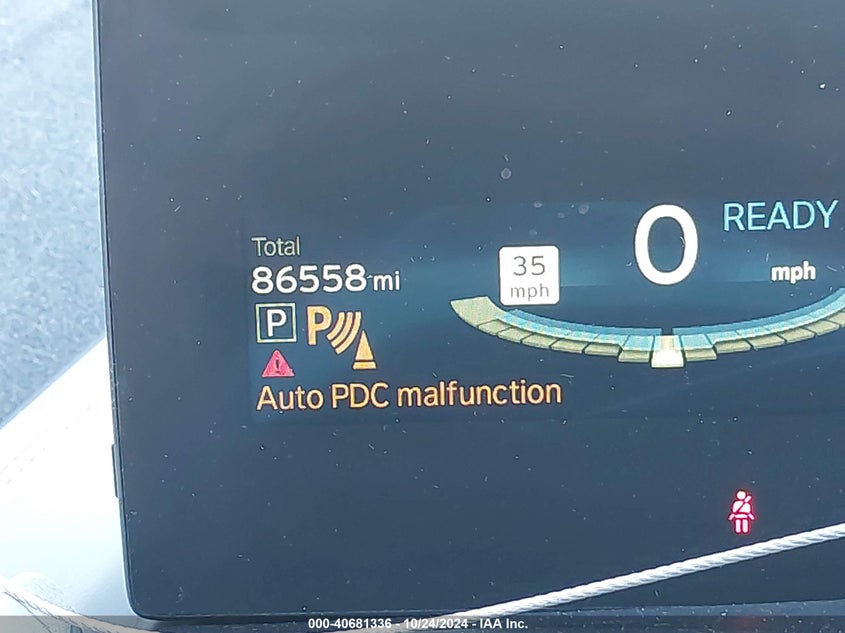 Total
86558 mi
35
mph
0
READY
mph
P
P
Auto PDC malfunction
000-40681336 - 10/24/2024 - IAA Inc.